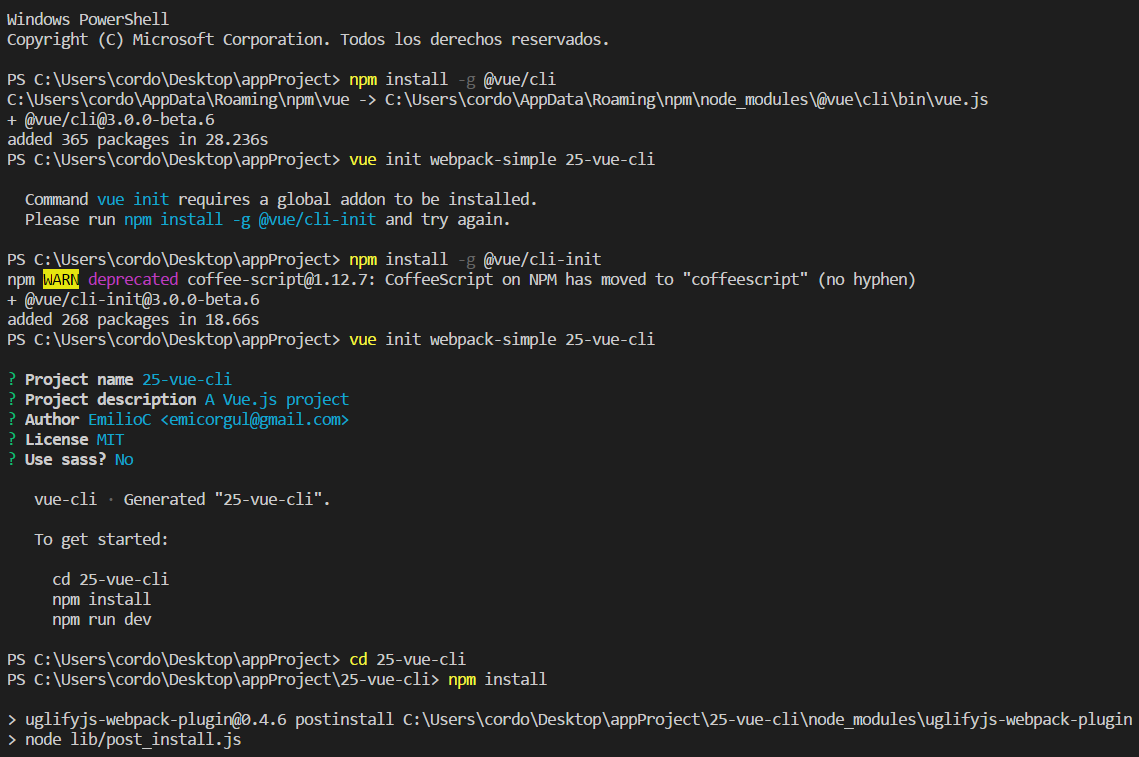 Windows PowerShell
Copyright (C) Microsoft Corporation. Todos los derechos reservados.
PS C:\Users\cordo\Desktop\appProject> npm install -g @vue/cli
C:\Users\cordo\AppData\Roaming\npm\vue -> C:\Users\cordo\AppData\Roaming\npm\node_modules\@vue\cli\bin\vue.js
+ @vue/cli@3.0.0-beta.6
added 365 packages in 28.236s
PS C:\Users\cordo\Desktop\appProject> vue init webpack-simple 25-vue-cli
Command vue init requires a global addon to be installed.
Please run npm install -g @vue/cli-init and try again.
PS C:\Users\cordo\Desktop\appProject> npm install -g @vue/cli-init
npm WARN deprecated coffee-script@1.12.7: CoffeeScript on NPM has moved to "coffeescript" (no hyphen)
+ @vue/cli-init@3.0.0-beta.6
added 268 packages in 18.66s
PS C:\Users\cordo\Desktop\appProject> vue init webpack-simple 25-vue-cli
? Project name 25-vue-cli
? Project description A Vue.js project
? Author EmilioC <emicorgul@gmail.com>
? License MIT
? Use sass? No
vue-cli · Generated "25-vue-cli".
To get started:
cd 25-vue-cli
npm install
npm run dev
PS C:\Users\cordo\Desktop\appProject> cd 25-vue-cli
PS C:\Users\cordo\Desktop\appProject\25-vue-cli> npm install
> uglifyjs-webpack-plugin@0.4.6 postinstall C:\Users\cordo\Desktop\appProject\25-vue-cli\node_modules\uglifyjs-webpack-plugin
> node lib/post_install.js